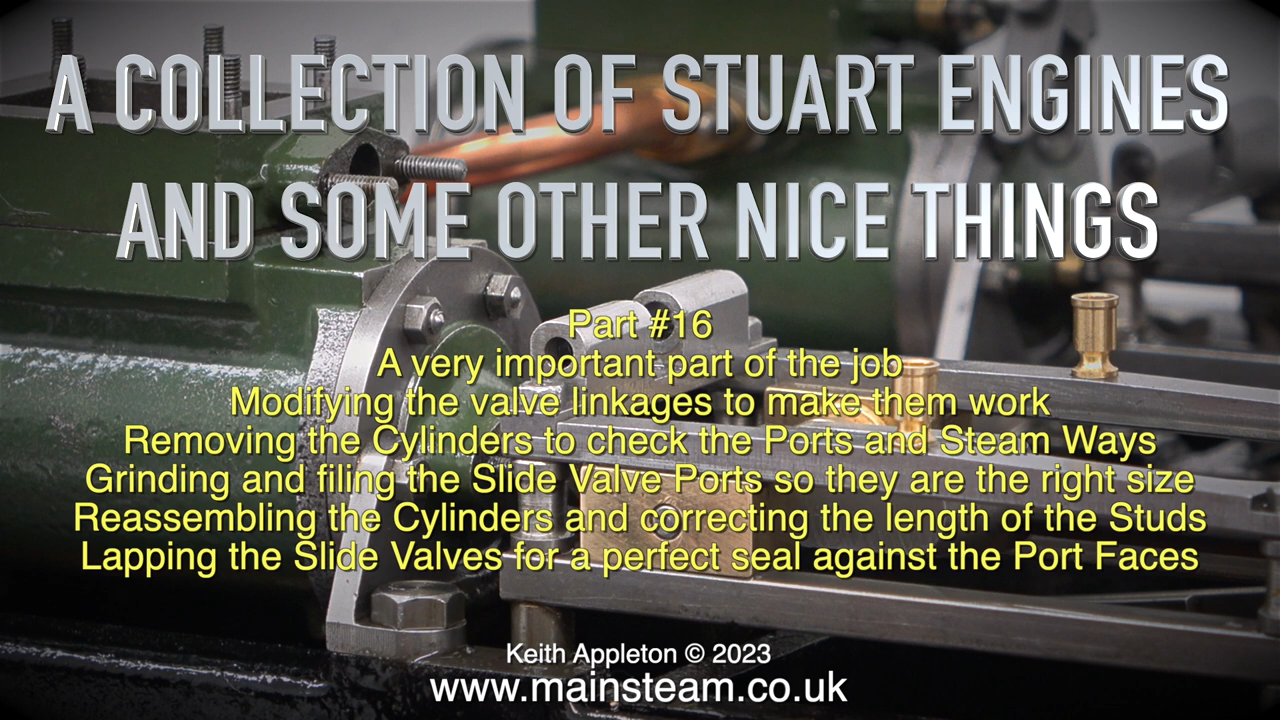 A COLLECTION OF STUART ENGINES
AND SOME OTHER NICE THINGS
Part #16
A very important part of the job
Modifying the valve linkages to make them work
Removing the Cylinders to check the Ports and Steam Ways
Grinding and filing the Slide Valve Ports so they are the right size
Reassembling the Cylinders and correcting the length of the Studs
Lapping the Slide Valves for a perfect seal against the Port Faces
Keith Appleton © 2023
www.mainsteam.co.uk